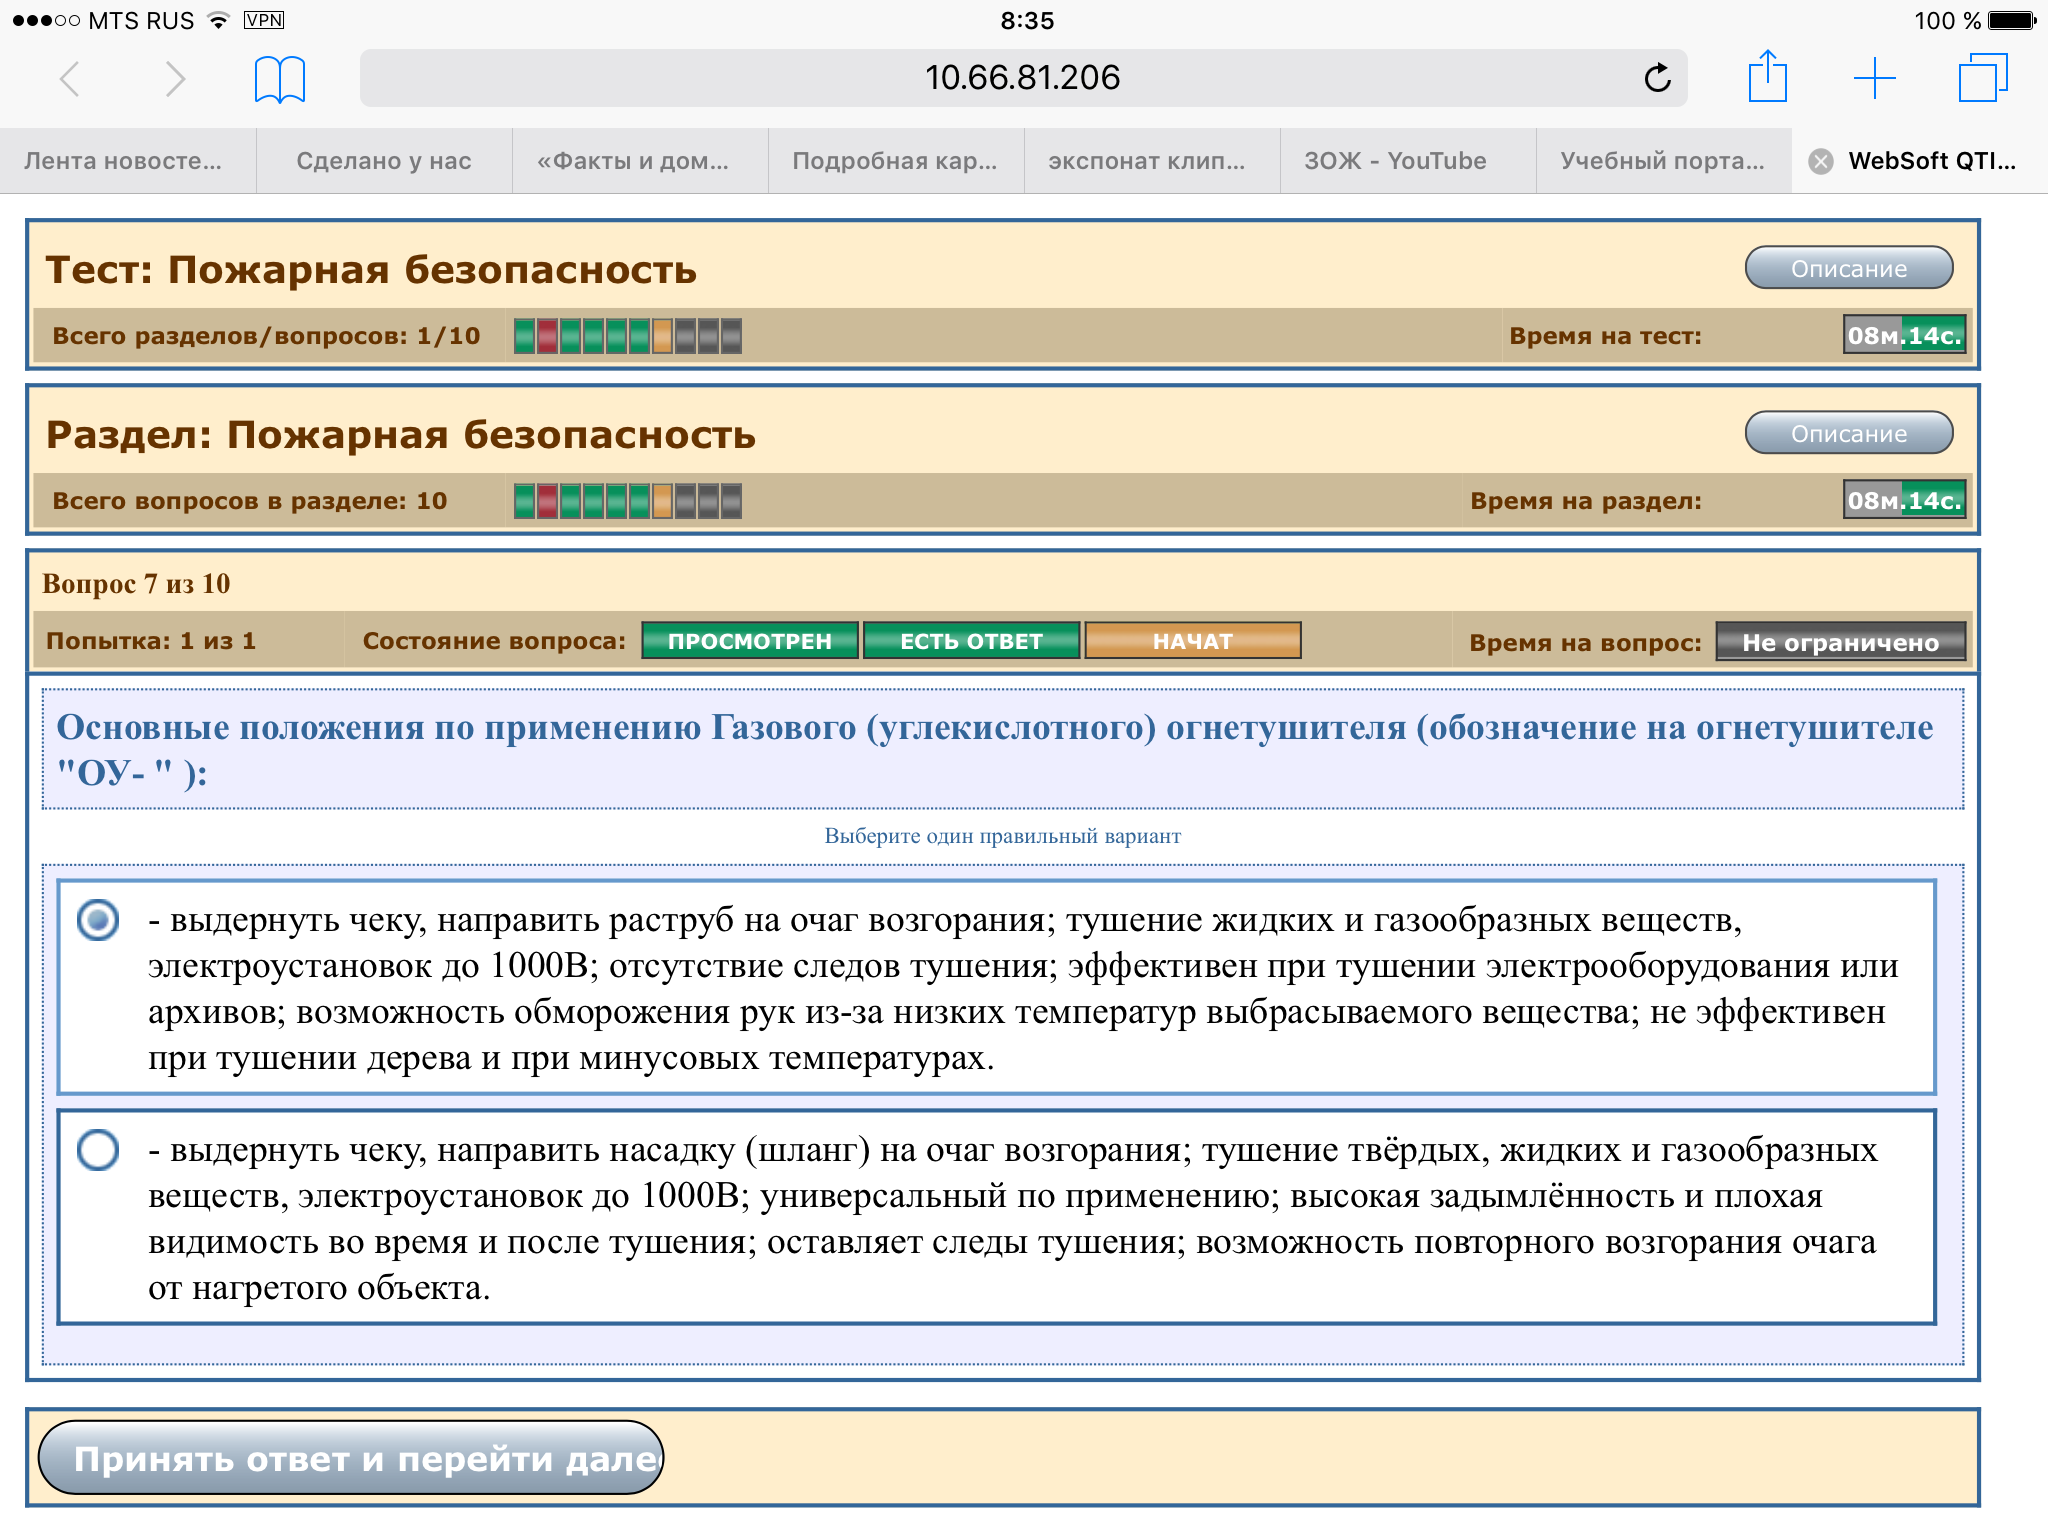 MTS RUS VPN 8:35 100 %
10.66.81.206
Лента новосте... Сделано у нас «Факты и дом... Подробная кар... экспонат клип... ЗОЖ - YouTube Учебный порта... WebSoft QTI...
Тест: Пожарная безопасность Описание
Всего разделов/вопросов: 1/10 Время на тест: 08м.14с.
Раздел: Пожарная безопасность Описание
Всего вопросов в разделе: 10 Время на раздел: 08м.14с.
Вопрос 7 из 10
Попытка: 1 из 1 Состояние вопроса: ПРОСМОТРЕН ЕСТЬ ОТВЕТ НАЧАТ Время на вопрос: Не ограничено
Основные положения по применению Газового (углекислотного) огнетушителя (обозначение на огнетушителе
"ОУ- " ):
Выберите один правильный вариант
- выдернуть чеку, направить раструб на очаг возгорания; тушение жидких и газообразных веществ,
электроустановок до 1000В; отсутствие следов тушения; эффективен при тушении электрооборудования или
архивов; возможность обморожения рук из-за низких температур выбрасываемого вещества; не эффективен
при тушении дерева и при минусовых температурах.
- выдернуть чеку, направить насадку (шланг) на очаг возгорания; тушение твёрдых, жидких и газообразных
веществ, электроустановок до 1000В; универсальный по применению; высокая задымлённость и плохая
видимость во время и после тушения; оставляет следы тушения; возможность повторного возгорания очага
от нагретого объекта.
Принять ответ и перейти дале